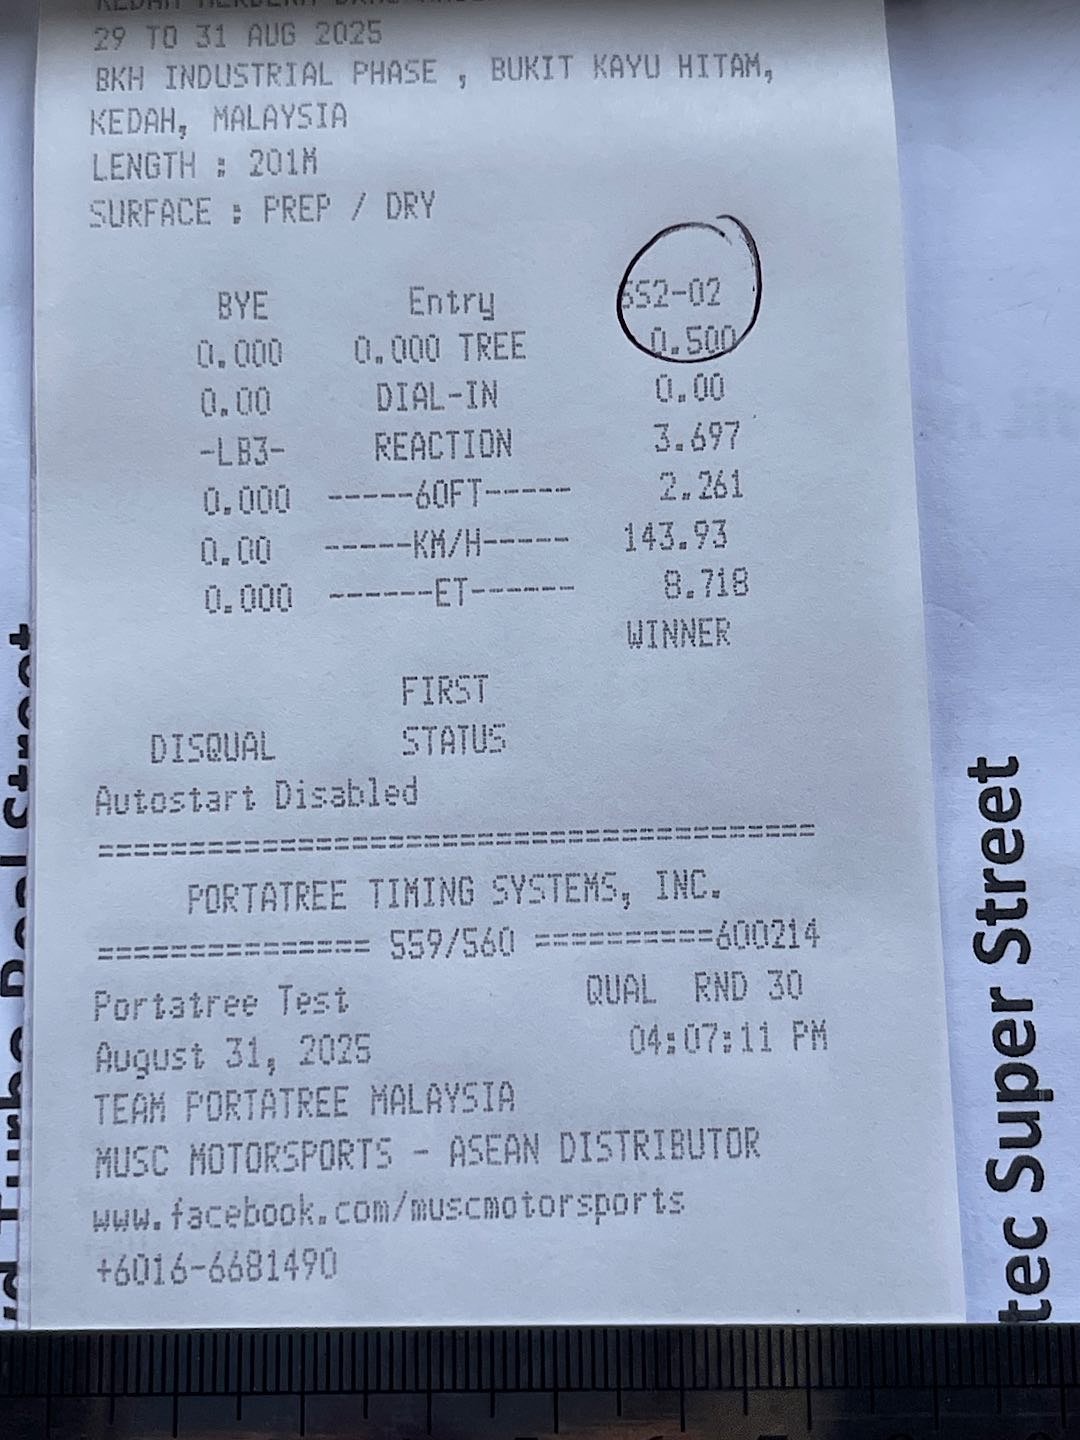 29 TO 31 AUG 2025
BKH INDUSTRIAL PHASE , BUKIT KAYU HITAM,
KEDAH, MALAYSIA
LENGTH : 201M
SURFACE : PREP / DRY
BYE Entry SS2-02
0.000 0.000 TREE 0.500
0.00 DIAL-IN 0.00
-LB3- REACTION 3.697
0.000 -----60FT----- 2.261
0.00 -----KM/H----- 143.93
0.000 ------ET------ 8.718
WINNER
FIRST
DISQUAL STATUS
Autostart Disabled
=========================================
PORTATREE TIMING SYSTEMS, INC.
=============== 559/560 ==========600214
Portatree Test QUAL RND 30
August 31, 2025 04:07:11 PM
TEAM PORTATREE MALAYSIA
MUSC MOTORSPORTS - ASEAN DISTRIBUTOR
www.facebook.com/muscmotorsports
+6016-6681490
tec Super Street